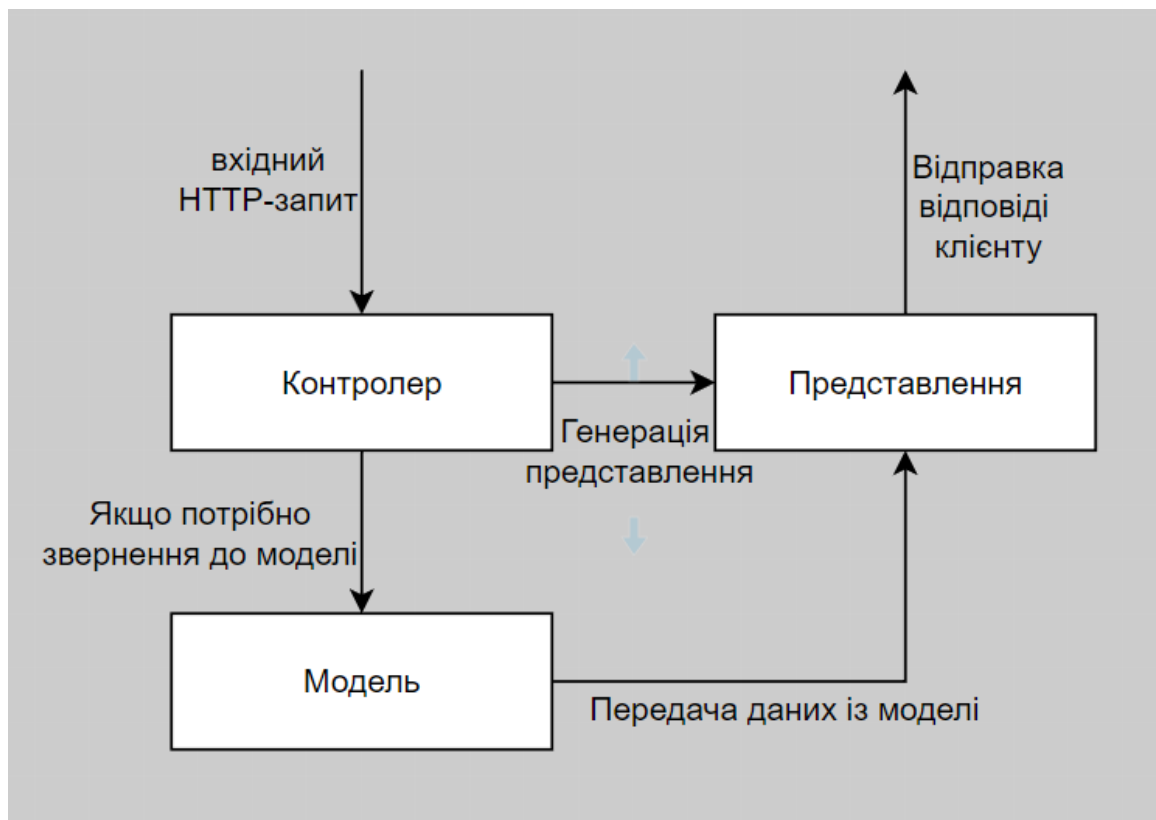 вхідний
HTTP-запит
Відправка
відповіді
клієнту
Контролер
Представлення
Генерація
представлення
Якщо потрібно
звернення до моделі
Модель
Передача даних із моделі